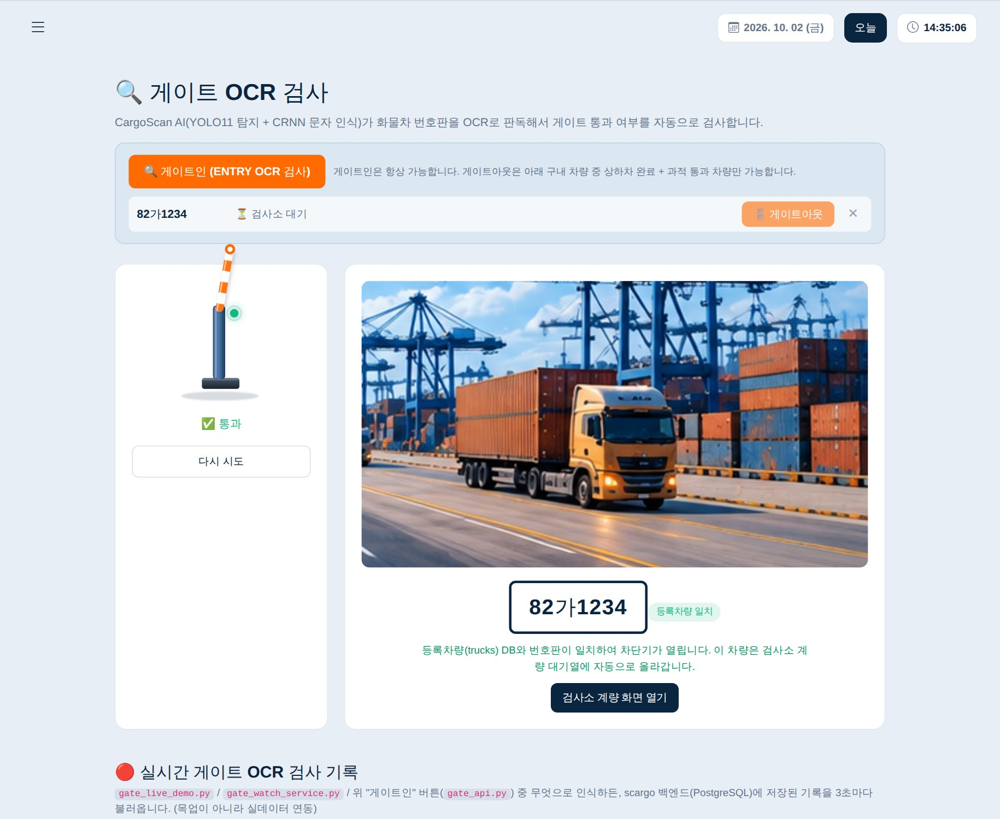 2026. 10. 02 (금)
오늘
14:35:06
게이트 OCR 검사
CargoScan AI(YOLO11 탐지 + CRNN 문자 인식)가 화물차 번호판을 OCR로 판독해서 게이트 통과 여부를 자동으로 검사합니다.
게이트인 (ENTRY OCR 검사)
게이트인은 항상 가능합니다. 게이트아웃은 아래 구내 차량 중 상하차 완료 + 과적 통과 차량만 가능합니다.
82가1234
검사소 대기
게이트아웃
통과
다시 시도
82가1234
등록차량 일치
등록차량(trucks) DB와 번호판이 일치하여 차단기가 열립니다. 이 차량은 검사소 계
량 대기열에 자동으로 올라갑니다.
검사소 계량 화면 열기
실시간 게이트 OCR 검사 기록
gate_live_demo.py / gate_watch_service.py / 위 "게이트인" 버튼(gate_api.py) 중 무엇으로 인식하든, scargo 백엔드(PostgreSQL)에 저장된 기록을 3초마다
불러옵니다. (목업이 아니라 실데이터 연동)